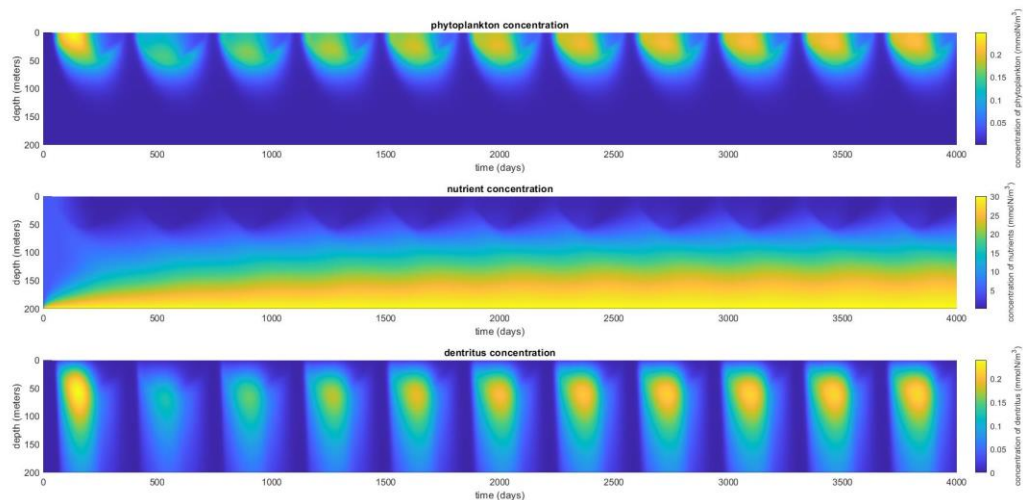 phytoplankton concentration
0
50
100
150
200
depth (meters)
0 500 1000 1500 2000 2500 3000 3500 4000
time (days)
0.2
0.15
0.1
0.05
concentration of phytoplankton (mmolN/m³)
nutrient concentration
0
50
100
150
200
depth (meters)
0 500 1000 1500 2000 2500 3000 3500 4000
time (days)
30
25
20
15
10
5
concentration of nutrients (mmolN/m³)
dentritus concentration
0
50
100
150
200
depth (meters)
0 500 1000 1500 2000 2500 3000 3500 4000
time (days)
0.2
0.15
0.1
0.05
0
concentration of dentritus (mmolN/m³)